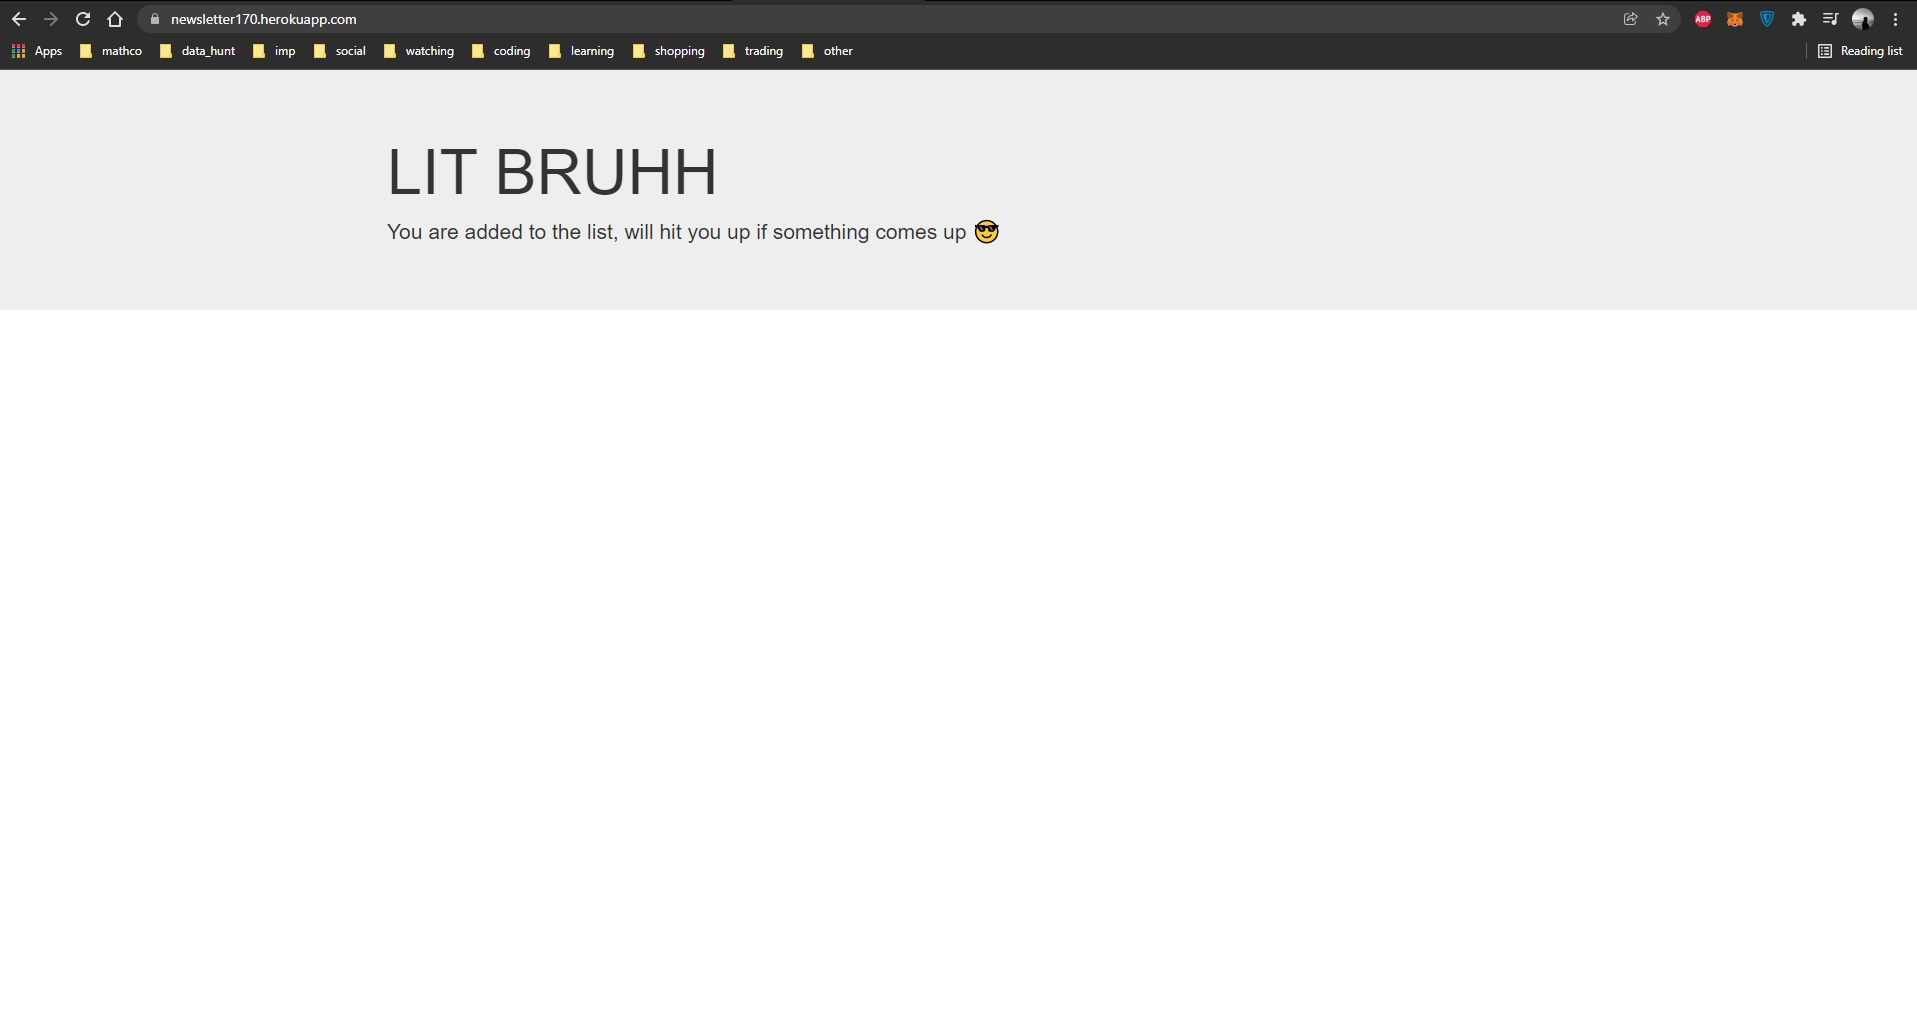 newsletter170.herokuapp.com
ABP
Apps mathco data_hunt imp social watching coding learning shopping trading other Reading list
LIT BRUHH
You are added to the list, will hit you up if something comes up 😎